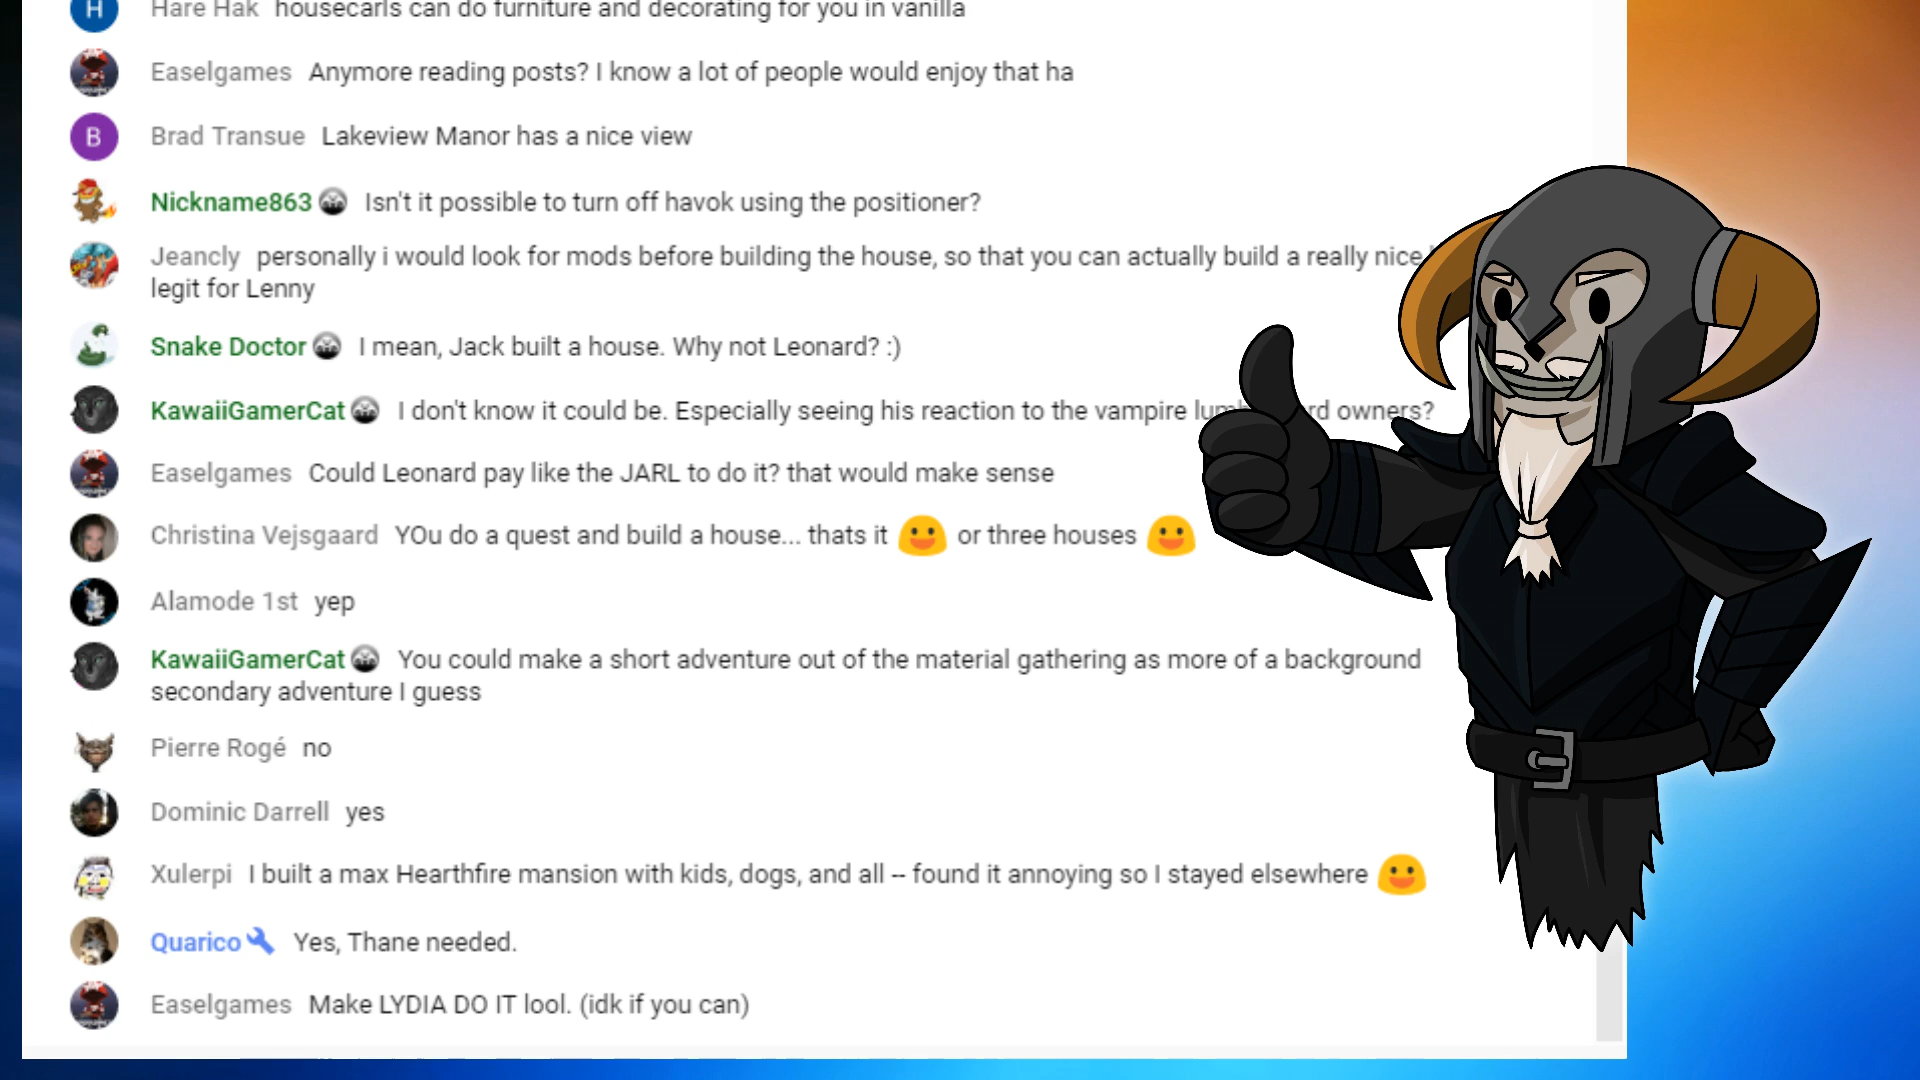 H Hare Hak housecarls can do furniture and decorating for you in vanilla
Easelgames Anymore reading posts? I know a lot of people would enjoy that ha
B Brad Transue Lakeview Manor has a nice view
Nickname863 Isn't it possible to turn off havok using the positioner?
Jeancly personally i would look for mods before building the house, so that you can actually build a really nice
legit for Lenny
Snake Doctor I mean, Jack built a house. Why not Leonard? :)
KawaiiGamerCat I don't know it could be. Especially seeing his reaction to the vampire owners?
Easelgames Could Leonard pay like the JARL to do it? that would make sense
Christina Vejsgaard YOu do a quest and build a house... thats it 😀 or three houses 😀
Alamode 1st yep
KawaiiGamerCat You could make a short adventure out of the material gathering as more of a background
secondary adventure I guess
Pierre Rogé no
Dominic Darrell yes
Xulerpi I built a max Hearthfire mansion with kids, dogs, and all -- found it annoying so I stayed elsewhere 😀
Quarico Yes, Thane needed.
Easelgames Make LYDIA DO IT lool. (idk if you can)